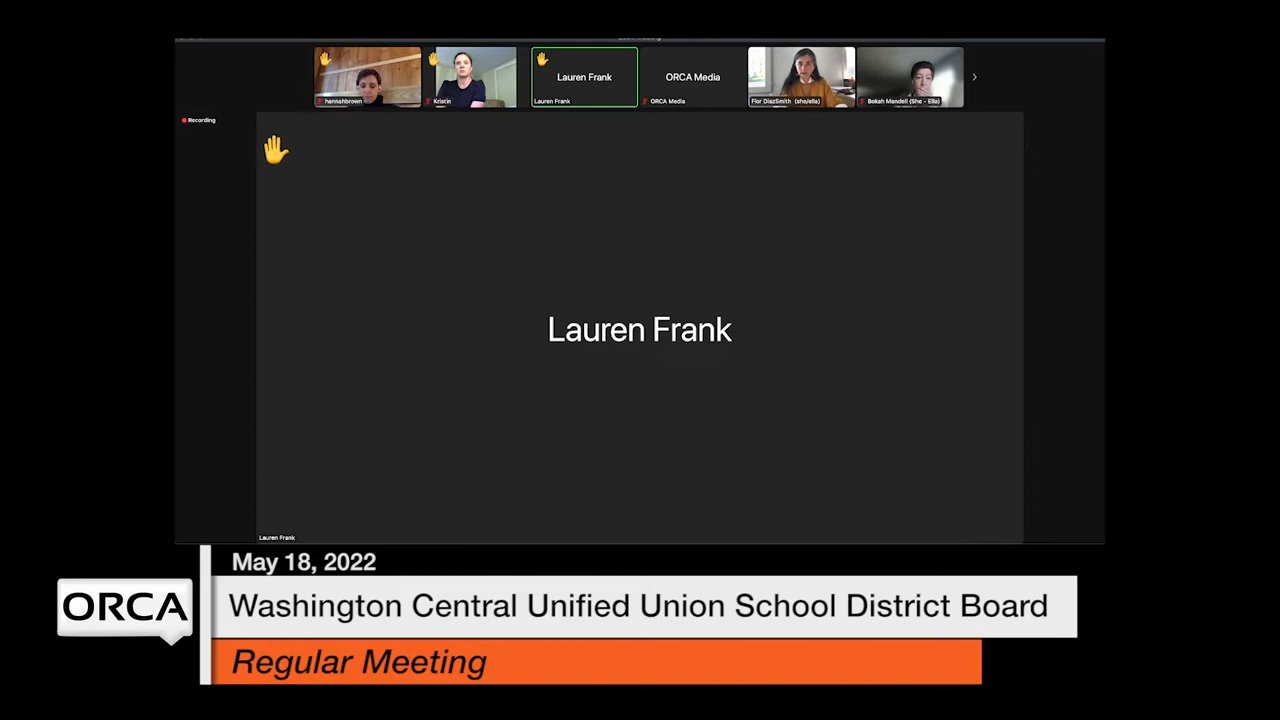 Lauren Frank
ORCA Media
hannahbrown
Kristin
Lauren Frank
ORCA Media
Flor DiazSmith (she/ella)
Bekah Mandell (She - Ella)
Recording
Lauren Frank
Lauren Frank
May 18, 2022
ORCA
Washington Central Unified Union School District Board
Regular Meeting